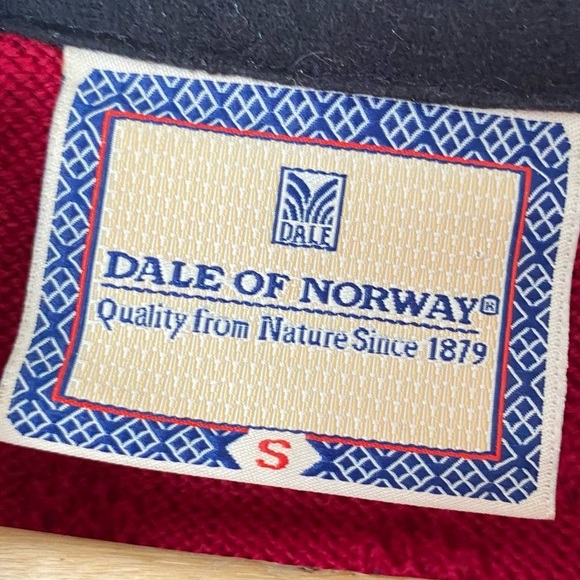 DALE
DALE OF NORWAY®
Quality from Nature Since 1879
S